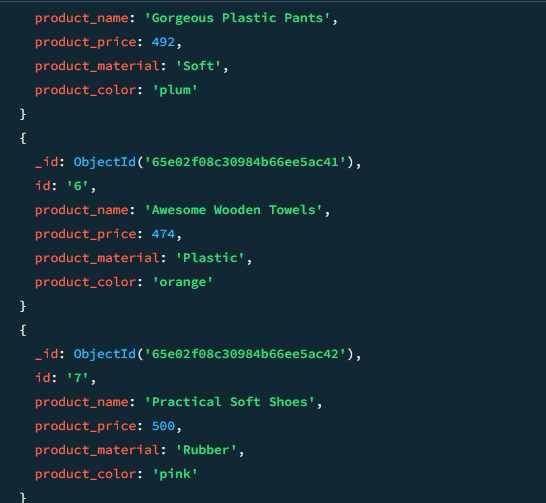 product_name: 'Gorgeous Plastic Pants',
product_price: 492,
product_material: 'Soft',
product_color: 'plum'
}
{
_id: ObjectId('65e02f08c30984b66ee5ac41'),
id: '6',
product_name: 'Awesome Wooden Towels',
product_price: 474,
product_material: 'Plastic',
product_color: 'orange'
}
{
_id: ObjectId('65e02f08c30984b66ee5ac42'),
id: '7',
product_name: 'Practical Soft Shoes',
product_price: 500,
product_material: 'Rubber',
product_color: 'pink'
}